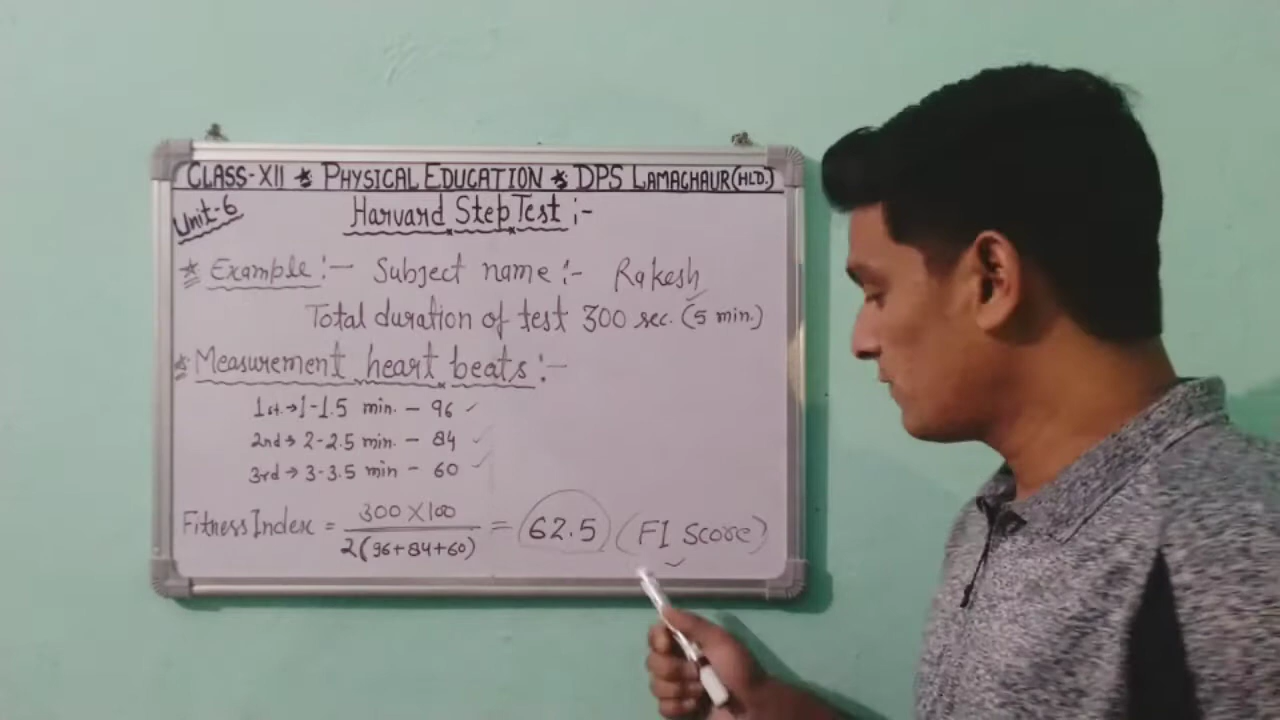 CLASS-XII * PHYSICAL EDUCATION * DPS LAMACHAUR (HLD.)
Unit-6
Harvard Step Test :-
* Example :- Subject name :- Rakesh
Total duration of test 300 sec. (5 min.)
* Measurement heart beats :-
1st. → 1-1.5 min. - 96 ✓
2nd → 2-2.5 min. - 84 ✓
3rd → 3-3.5 min - 60 ✓
Fitness Index = 300 X 100 / 2(96+84+60) = 62.5 (FI Score)